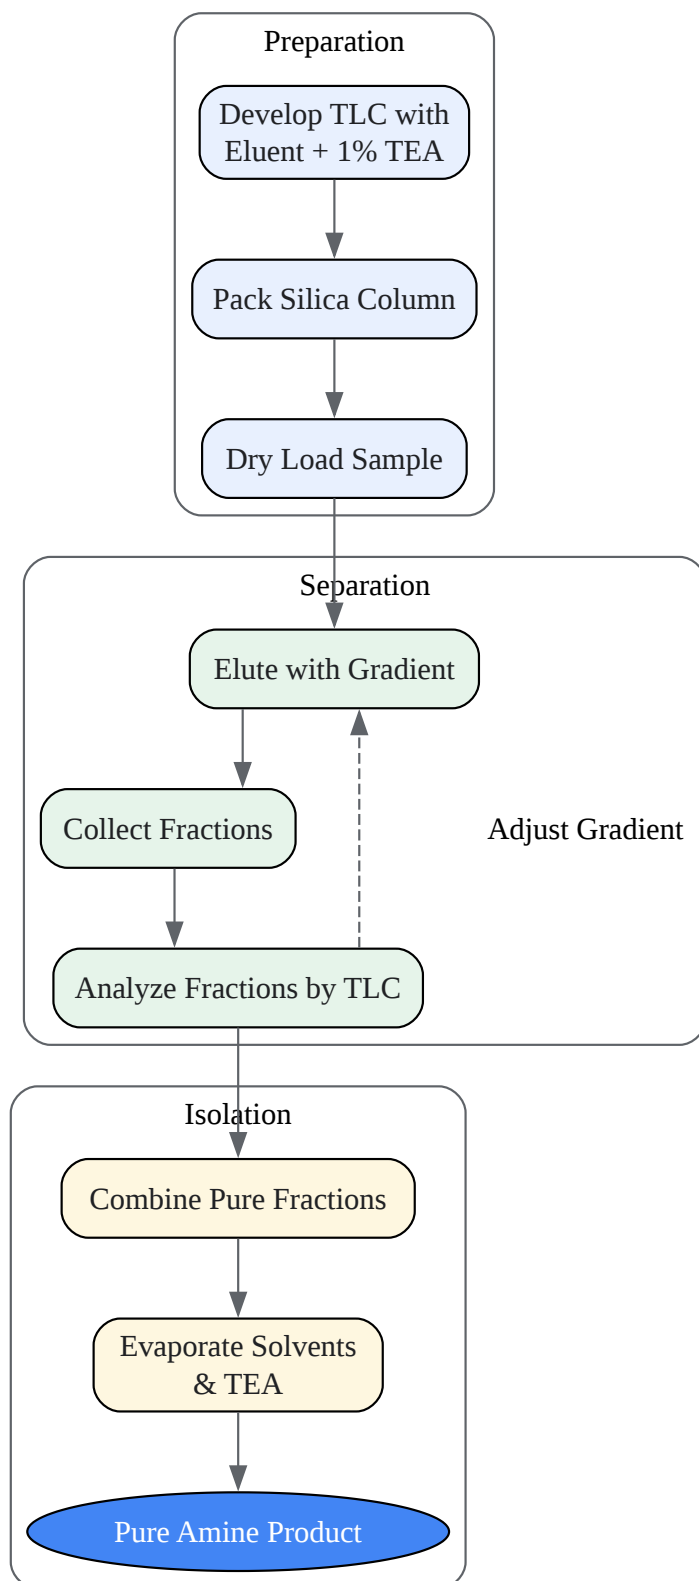 Preparation
Develop TLC with
Eluent + 1% TEA
Pack Silica Column
Dry Load Sample
Separation
Elute with Gradient
Collect Fractions
Adjust Gradient
Analyze Fractions by TLC
Isolation
Combine Pure Fractions
Evaporate Solvents
& TEA
Pure Amine Product